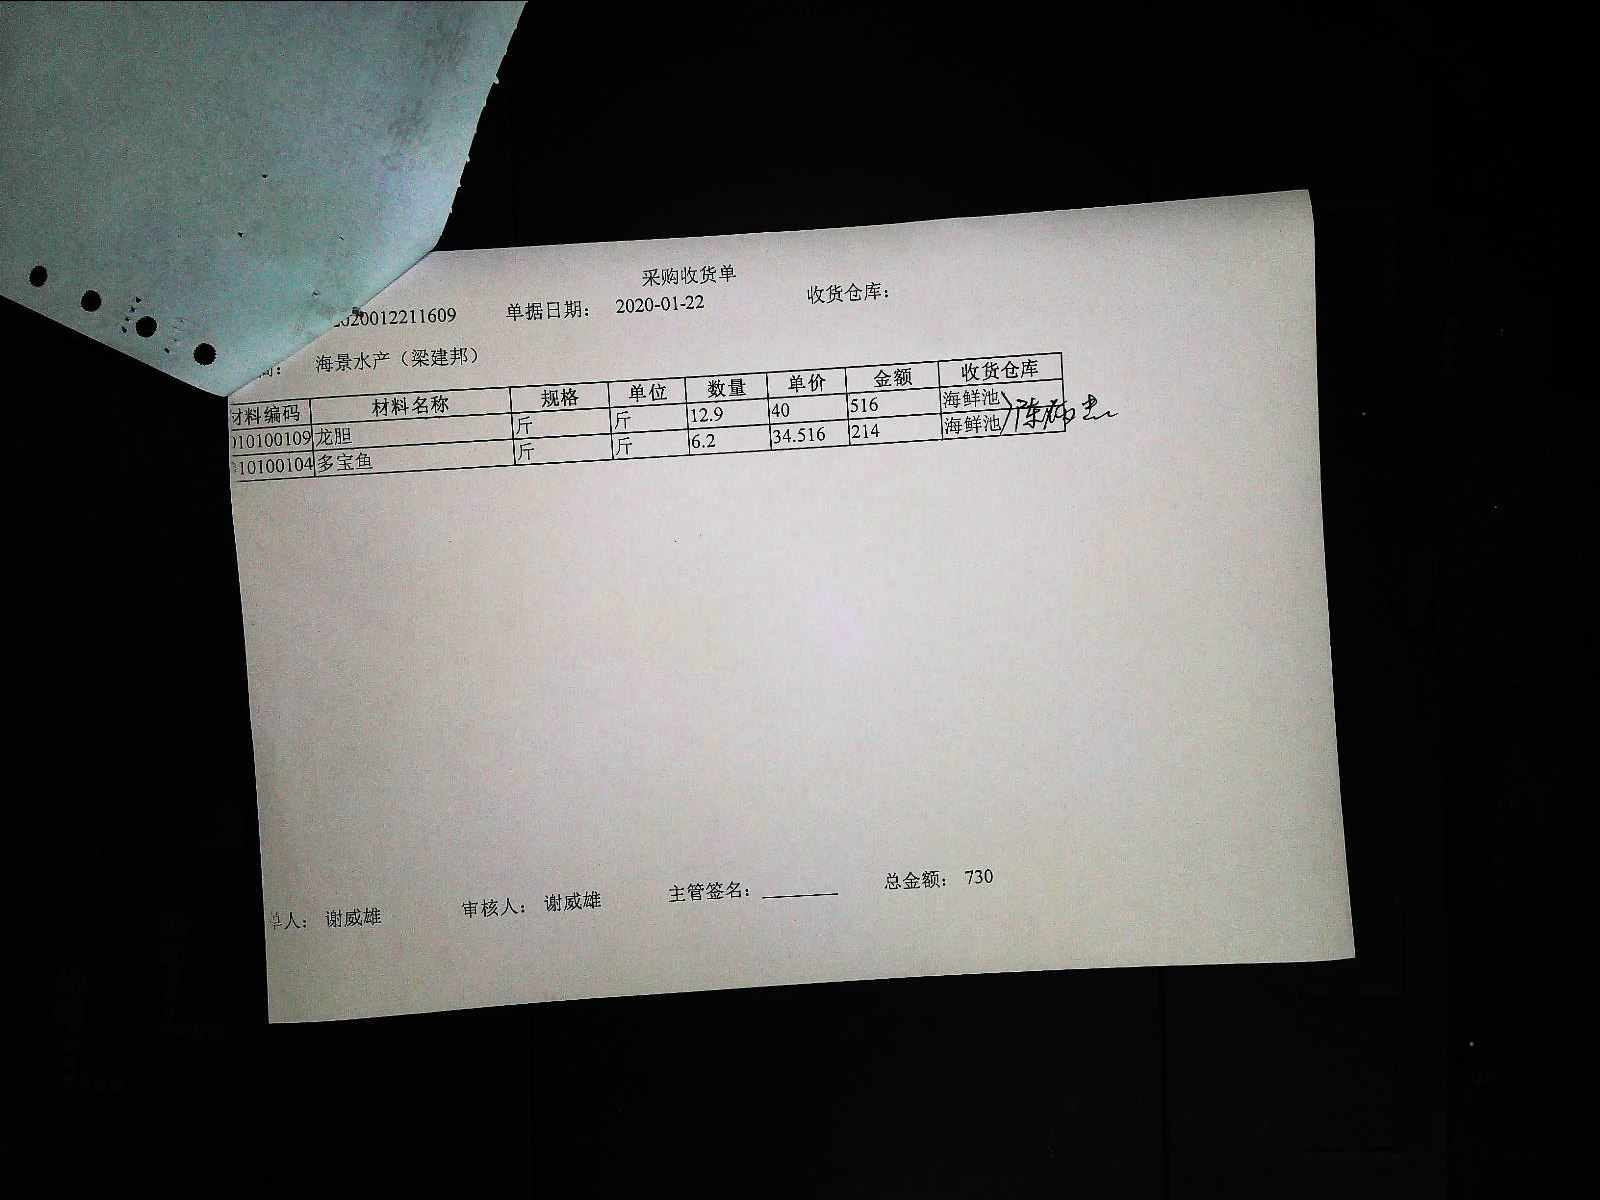 采购收货单
2020012211609 单据日期： 2020-01-22 收货仓库：
商： 海景水产（梁建邦）
材料编码 材料名称 规格 单位 数量 单价 金额 收货仓库
010100109 龙胆 斤 斤 12.9 40 516 海鲜池
10100104 多宝鱼 斤 斤 6.2 34.516 214 海鲜池
单人： 谢威雄 审核人： 谢威雄 主管签名： 总金额： 730